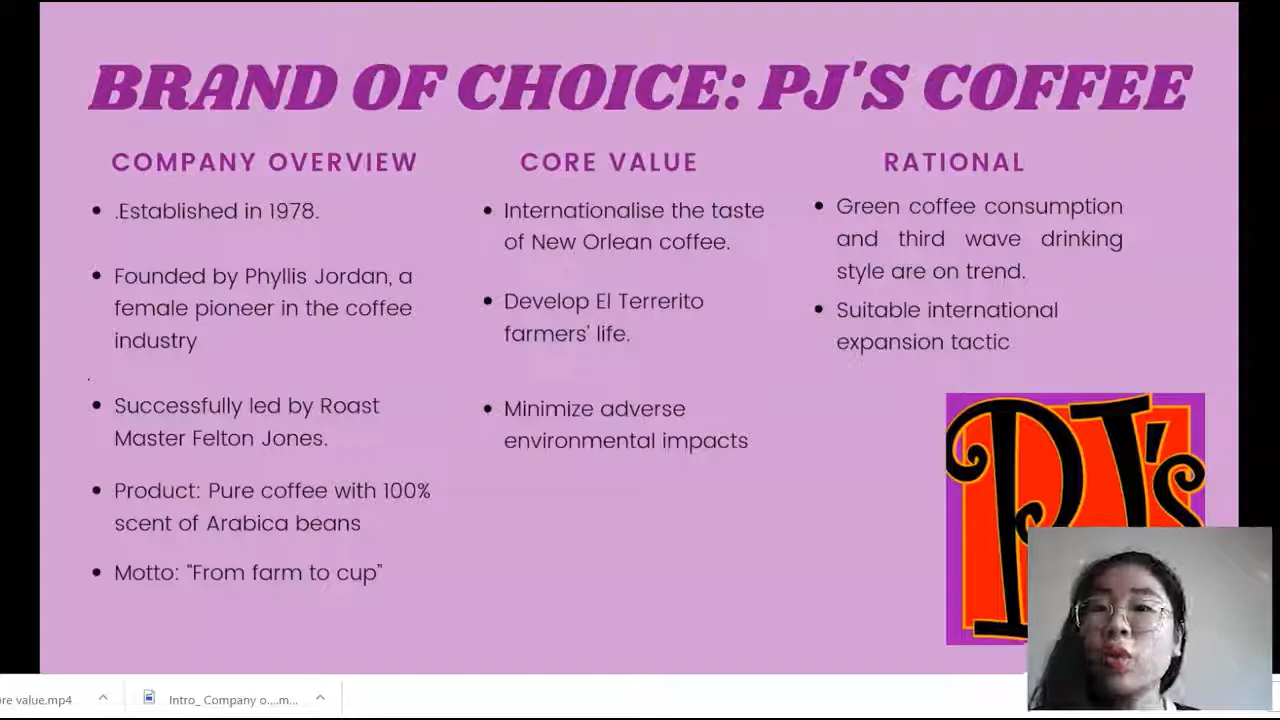 BRAND OF CHOICE: PJ'S COFFEE
COMPANY OVERVIEW
.Established in 1978.
Founded by Phyllis Jordan, a
female pioneer in the coffee
industry
.
Successfully led by Roast
Master Felton Jones.
Product: Pure coffee with 100%
scent of Arabica beans
Motto: “From farm to cup”
CORE VALUE
Internationalise the taste
of New Orlean coffee.
Develop El Terrerito
farmers' life.
Minimize adverse
environmental impacts
RATIONAL
Green coffee consumption
and third wave drinking
style are on trend.
Suitable international
expansion tactic
PJ's
re value.mp4
Intro_ Company o....m...